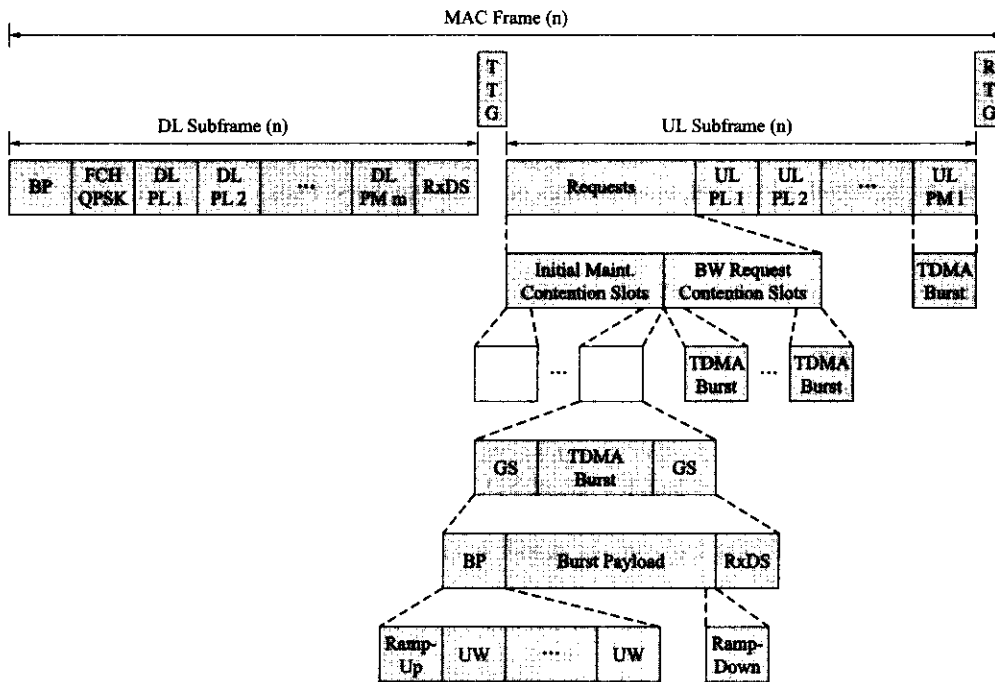 MAC Frame (n)
T
T
G
R
T
G
DL Subframe (n)
UL Subframe (n)
BP
FCH
QPSK
DL
PL 1
DL
PL 2
...
DL
PM m
RxDS
Requests
UL
PL 1
UL
PL 2
...
UL
PM l
Initial Maint.
Contention Slots
BW Request
Contention Slots
TDMA
Burst
...
TDMA
Burst
...
TDMA
Burst
GS
TDMA
Burst
GS
BP
Burst Payload
RxDS
Ramp-
Up
UW
...
UW
Ramp-
Down